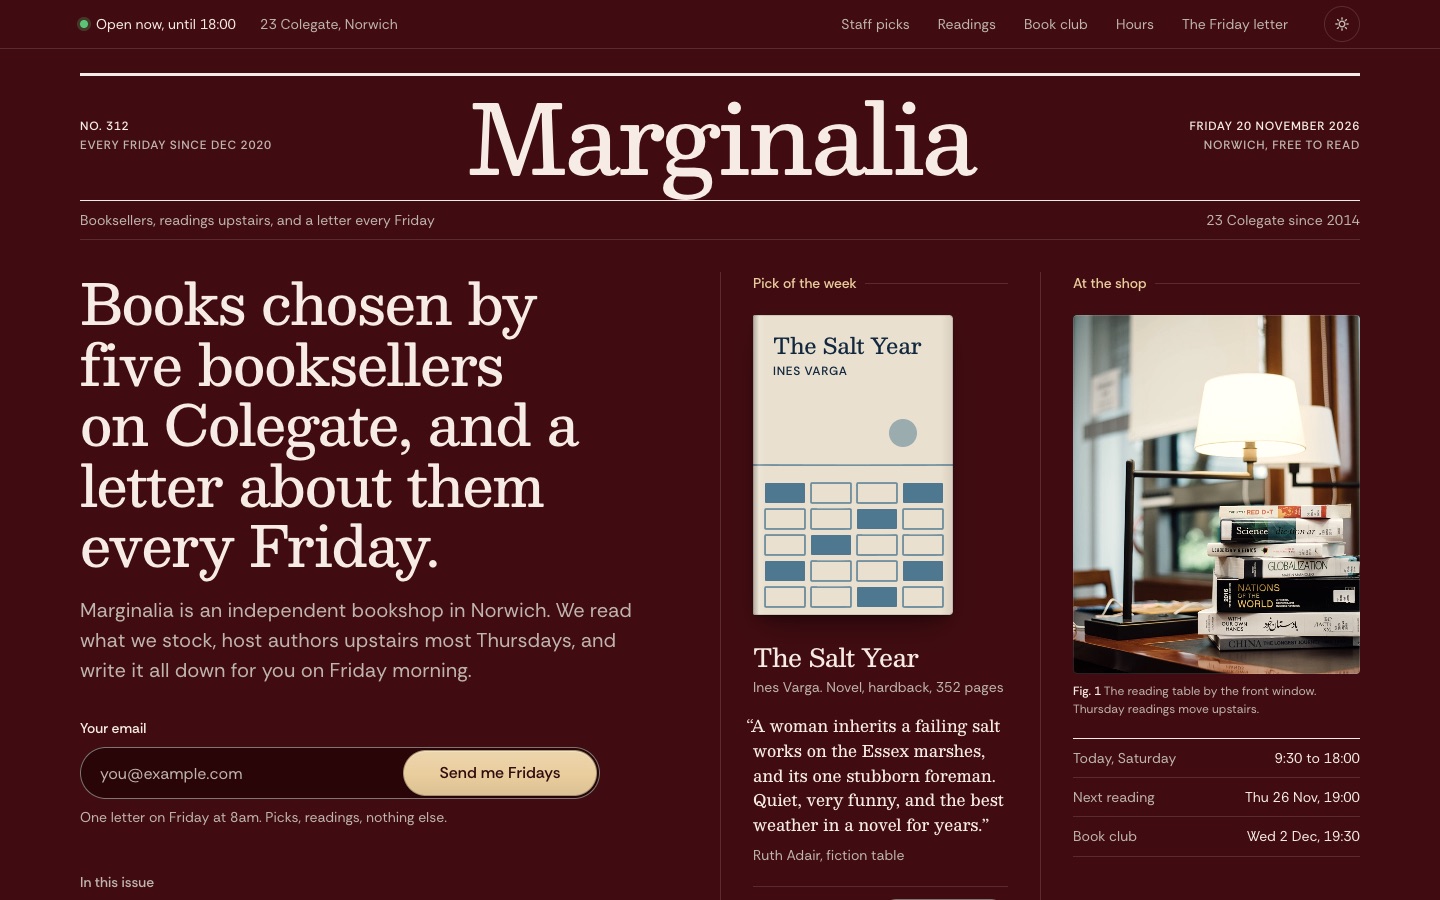 Open now, until 18:00
23 Colegate, Norwich
Staff picks
Readings
Book club
Hours
The Friday letter
NO. 312
EVERY FRIDAY SINCE DEC 2020
Marginalia
FRIDAY 20 NOVEMBER 2026
NORWICH, FREE TO READ
Booksellers, readings upstairs, and a letter every Friday
23 Colegate since 2014
Books chosen by
five booksellers
on Colegate, and a
letter about them
every Friday.
Marginalia is an independent bookshop in Norwich. We read
what we stock, host authors upstairs most Thursdays, and
write it all down for you on Friday morning.
Your email
you@example.com
Send me Fridays
One letter on Friday at 8am. Picks, readings, nothing else.
In this issue
Pick of the week
The Salt Year
INES VARGA
The Salt Year
Ines Varga. Novel, hardback, 352 pages
“A woman inherits a failing salt
works on the Essex marshes,
and its one stubborn foreman.
Quiet, very funny, and the best
weather in a novel for years.”
Ruth Adair, fiction table
At the shop
Science
GLOBALIZATION
NATIONS
OF THE
WORLD
WITH
OUR OWN
HANDS
CHINA
Fig. 1 The reading table by the front window.
Thursday readings move upstairs.
Today, Saturday 9:30 to 18:00
Next reading Thu 26 Nov, 19:00
Book club Wed 2 Dec, 19:30